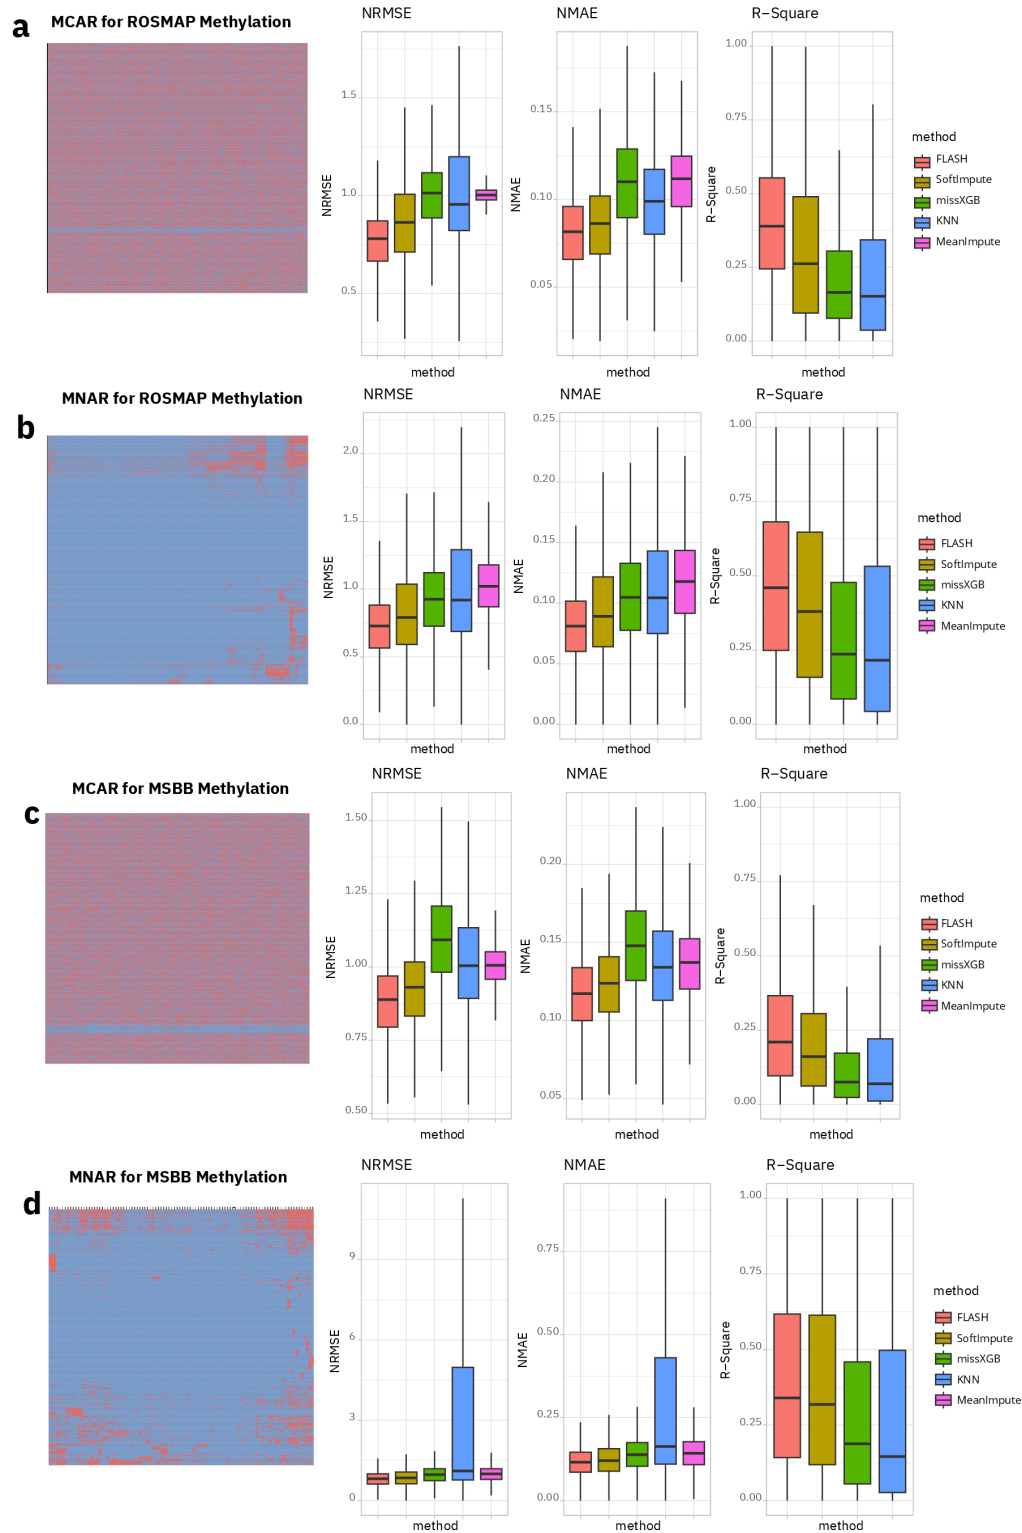 a
MCAR for ROSMAP Methylation
NRMSE
NMAE
R−Square
NRMSE
1.5
1.0
0.5
method
NMAE
0.15
0.10
0.05
method
R−Square
1.00
0.75
0.50
0.25
0.00
method
method
FLASH
SoftImpute
missXGB
KNN
MeanImpute
b
MNAR for ROSMAP Methylation
NRMSE
NMAE
R−Square
NRMSE
2.0
1.5
1.0
0.5
0.0
method
NMAE
0.25
0.20
0.15
0.10
0.05
0.00
method
R−Square
1.00
0.75
0.50
0.25
0.00
method
method
FLASH
SoftImpute
missXGB
KNN
MeanImpute
c
MCAR for MSBB Methylation
NRMSE
NMAE
R−Square
NRMSE
1.50
1.25
1.00
0.75
0.50
method
NMAE
0.20
0.15
0.10
0.05
method
R−Square
1.00
0.75
0.50
0.25
0.00
method
method
FLASH
SoftImpute
missXGB
KNN
MeanImpute
d
MNAR for MSBB Methylation
NRMSE
NMAE
R−Square
NRMSE
9
6
3
0
method
NMAE
0.75
0.50
0.25
0.00
method
R−Square
1.00
0.75
0.50
0.25
0.00
method
method
FLASH
SoftImpute
missXGB
KNN
MeanImpute